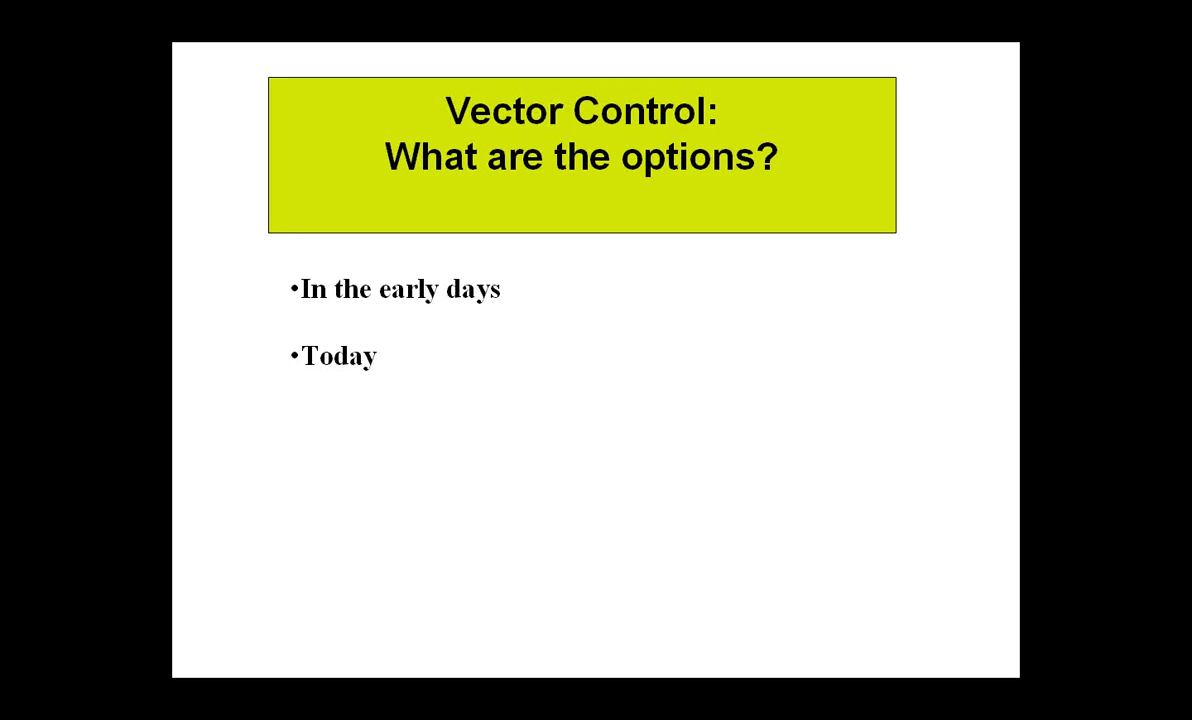 Vector Control:
What are the options?
•In the early days
•Today